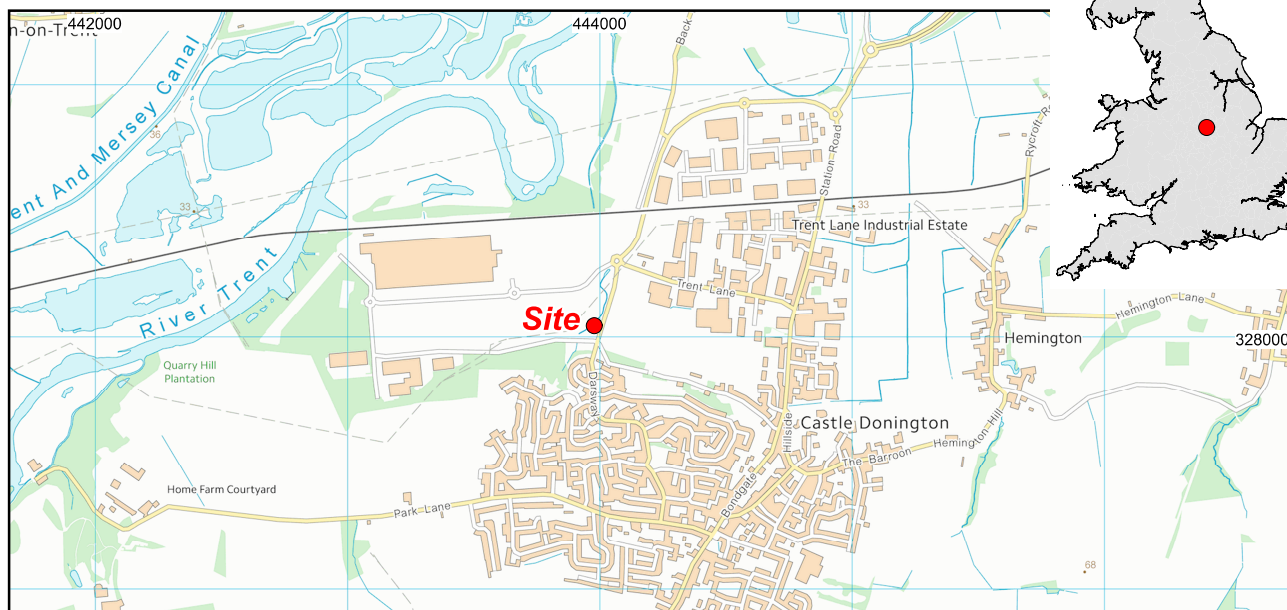 442000
444000
n-on-Trent
Back
ent And Mersey Canal
36
33
River Trent
Station Road
Rycroft R
33
Trent Lane Industrial Estate
Trent Lane
Site
Hemington Lane
Hemington
328000
Quarry Hill
Plantation
Darsway
Castle Donington
Hillside
The Barroon
Hemington Hill
Home Farm Courtyard
Park Lane
Bondgate
68